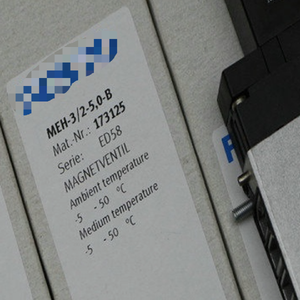 MEH-3/2-5,0-B
Mat.-Nr.: 173125
Serie: ED58
MAGNETVENTIL
Ambient temperature
-5 -50 °C
Medium temperature
-5 -50 °C